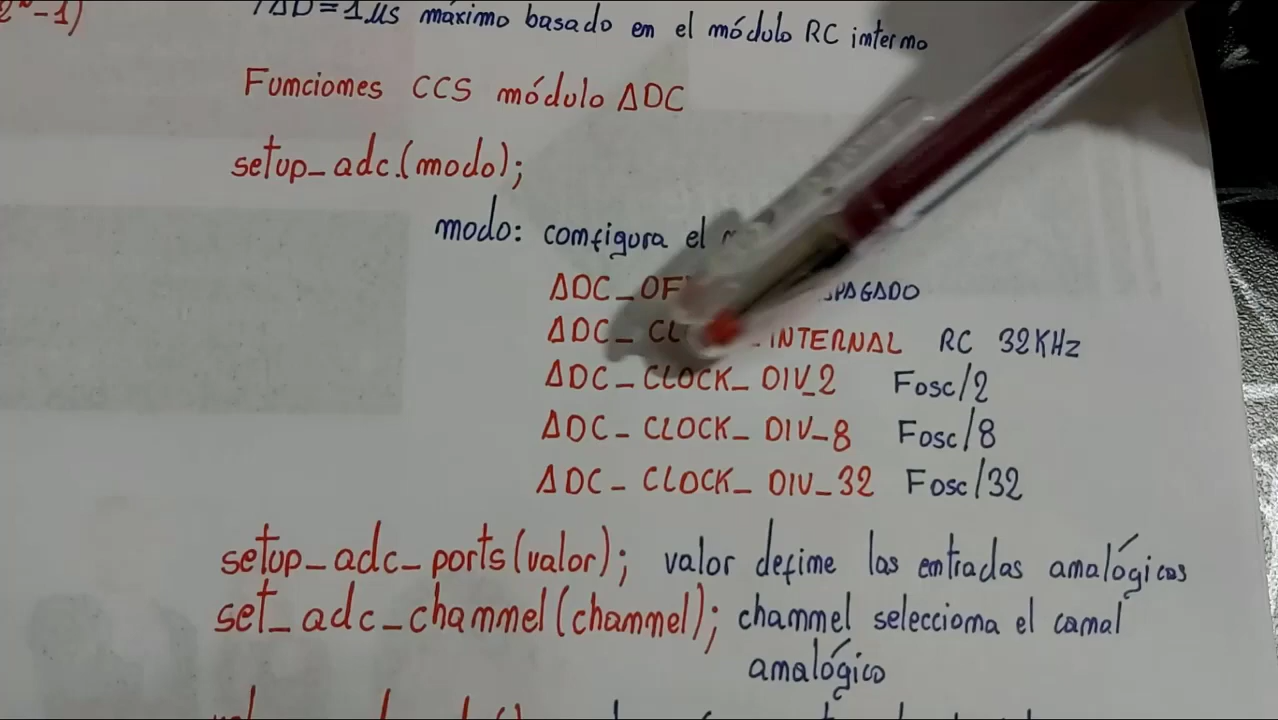 2ⁿ-1)
TAD=1µs máximo basado en el módulo RC interno
Funciones CCS módulo ADC
setup_adc(modo);
modo: configura el
ADC_OFF
ADC_ INTERNAL RC 32KHz
ADC_CLOCK_DIV_2 Fosc/2
ADC_CLOCK_DIV_8 Fosc/8
ADC_CLOCK_DIV_32 Fosc/32
setup_adc_ports(valor); valor define las entradas analógicas
set_adc_channel(channel); channel selecciona el canal
analógico